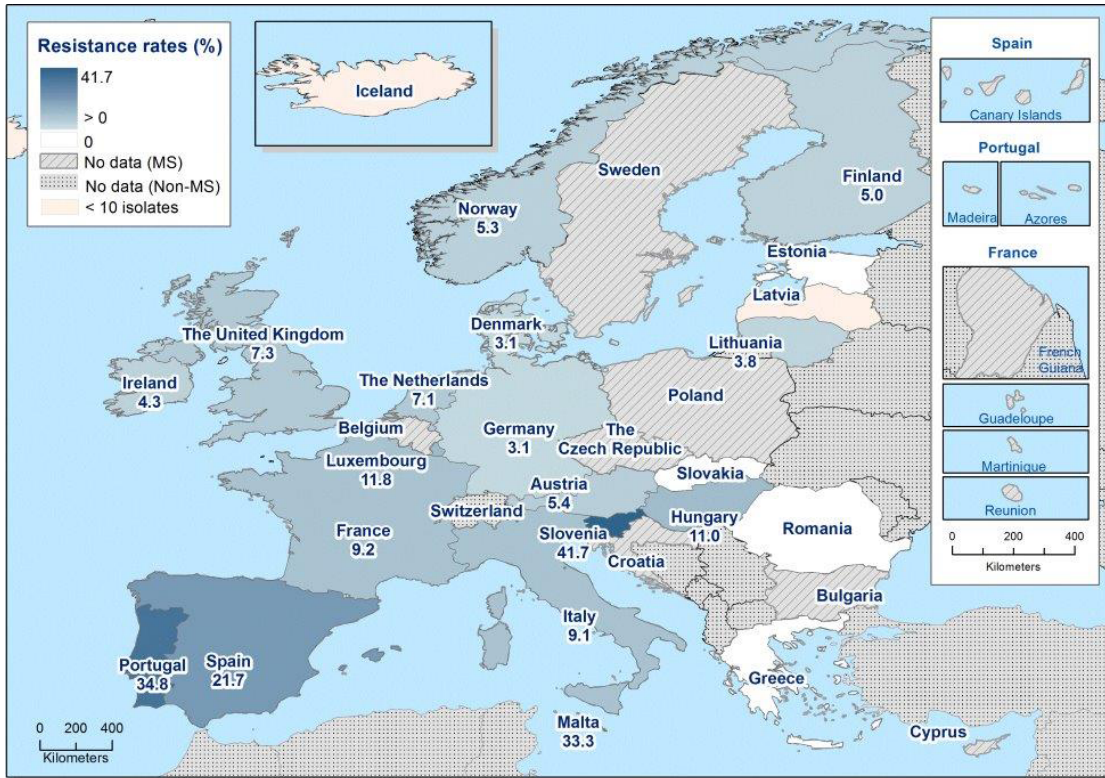 Resistance rates (%)
41.7
> 0
0
No data (MS)
No data (Non-MS)
< 10 isolates
Iceland
Spain
Canary Islands
Portugal
Madeira
Azores
France
French
Guiana
Guadeloupe
Martinique
Reunion
0 200 400
Kilometers
Sweden
Finland
5.0
Norway
5.3
Estonia
Latvia
Denmark
3.1
Lithuania
3.8
The United Kingdom
7.3
Ireland
4.3
The Netherlands
7.1
Poland
Belgium
Germany
3.1
The
Czech Republic
Luxembourg
11.8
Slovakia
Austria
5.4
Switzerland
Hungary
11.0
Romania
France
9.2
Slovenia
41.7
Croatia
Bulgaria
Italy
9.1
Portugal
34.8
Spain
21.7
Greece
Malta
33.3
Cyprus
0 200 400
Kilometers